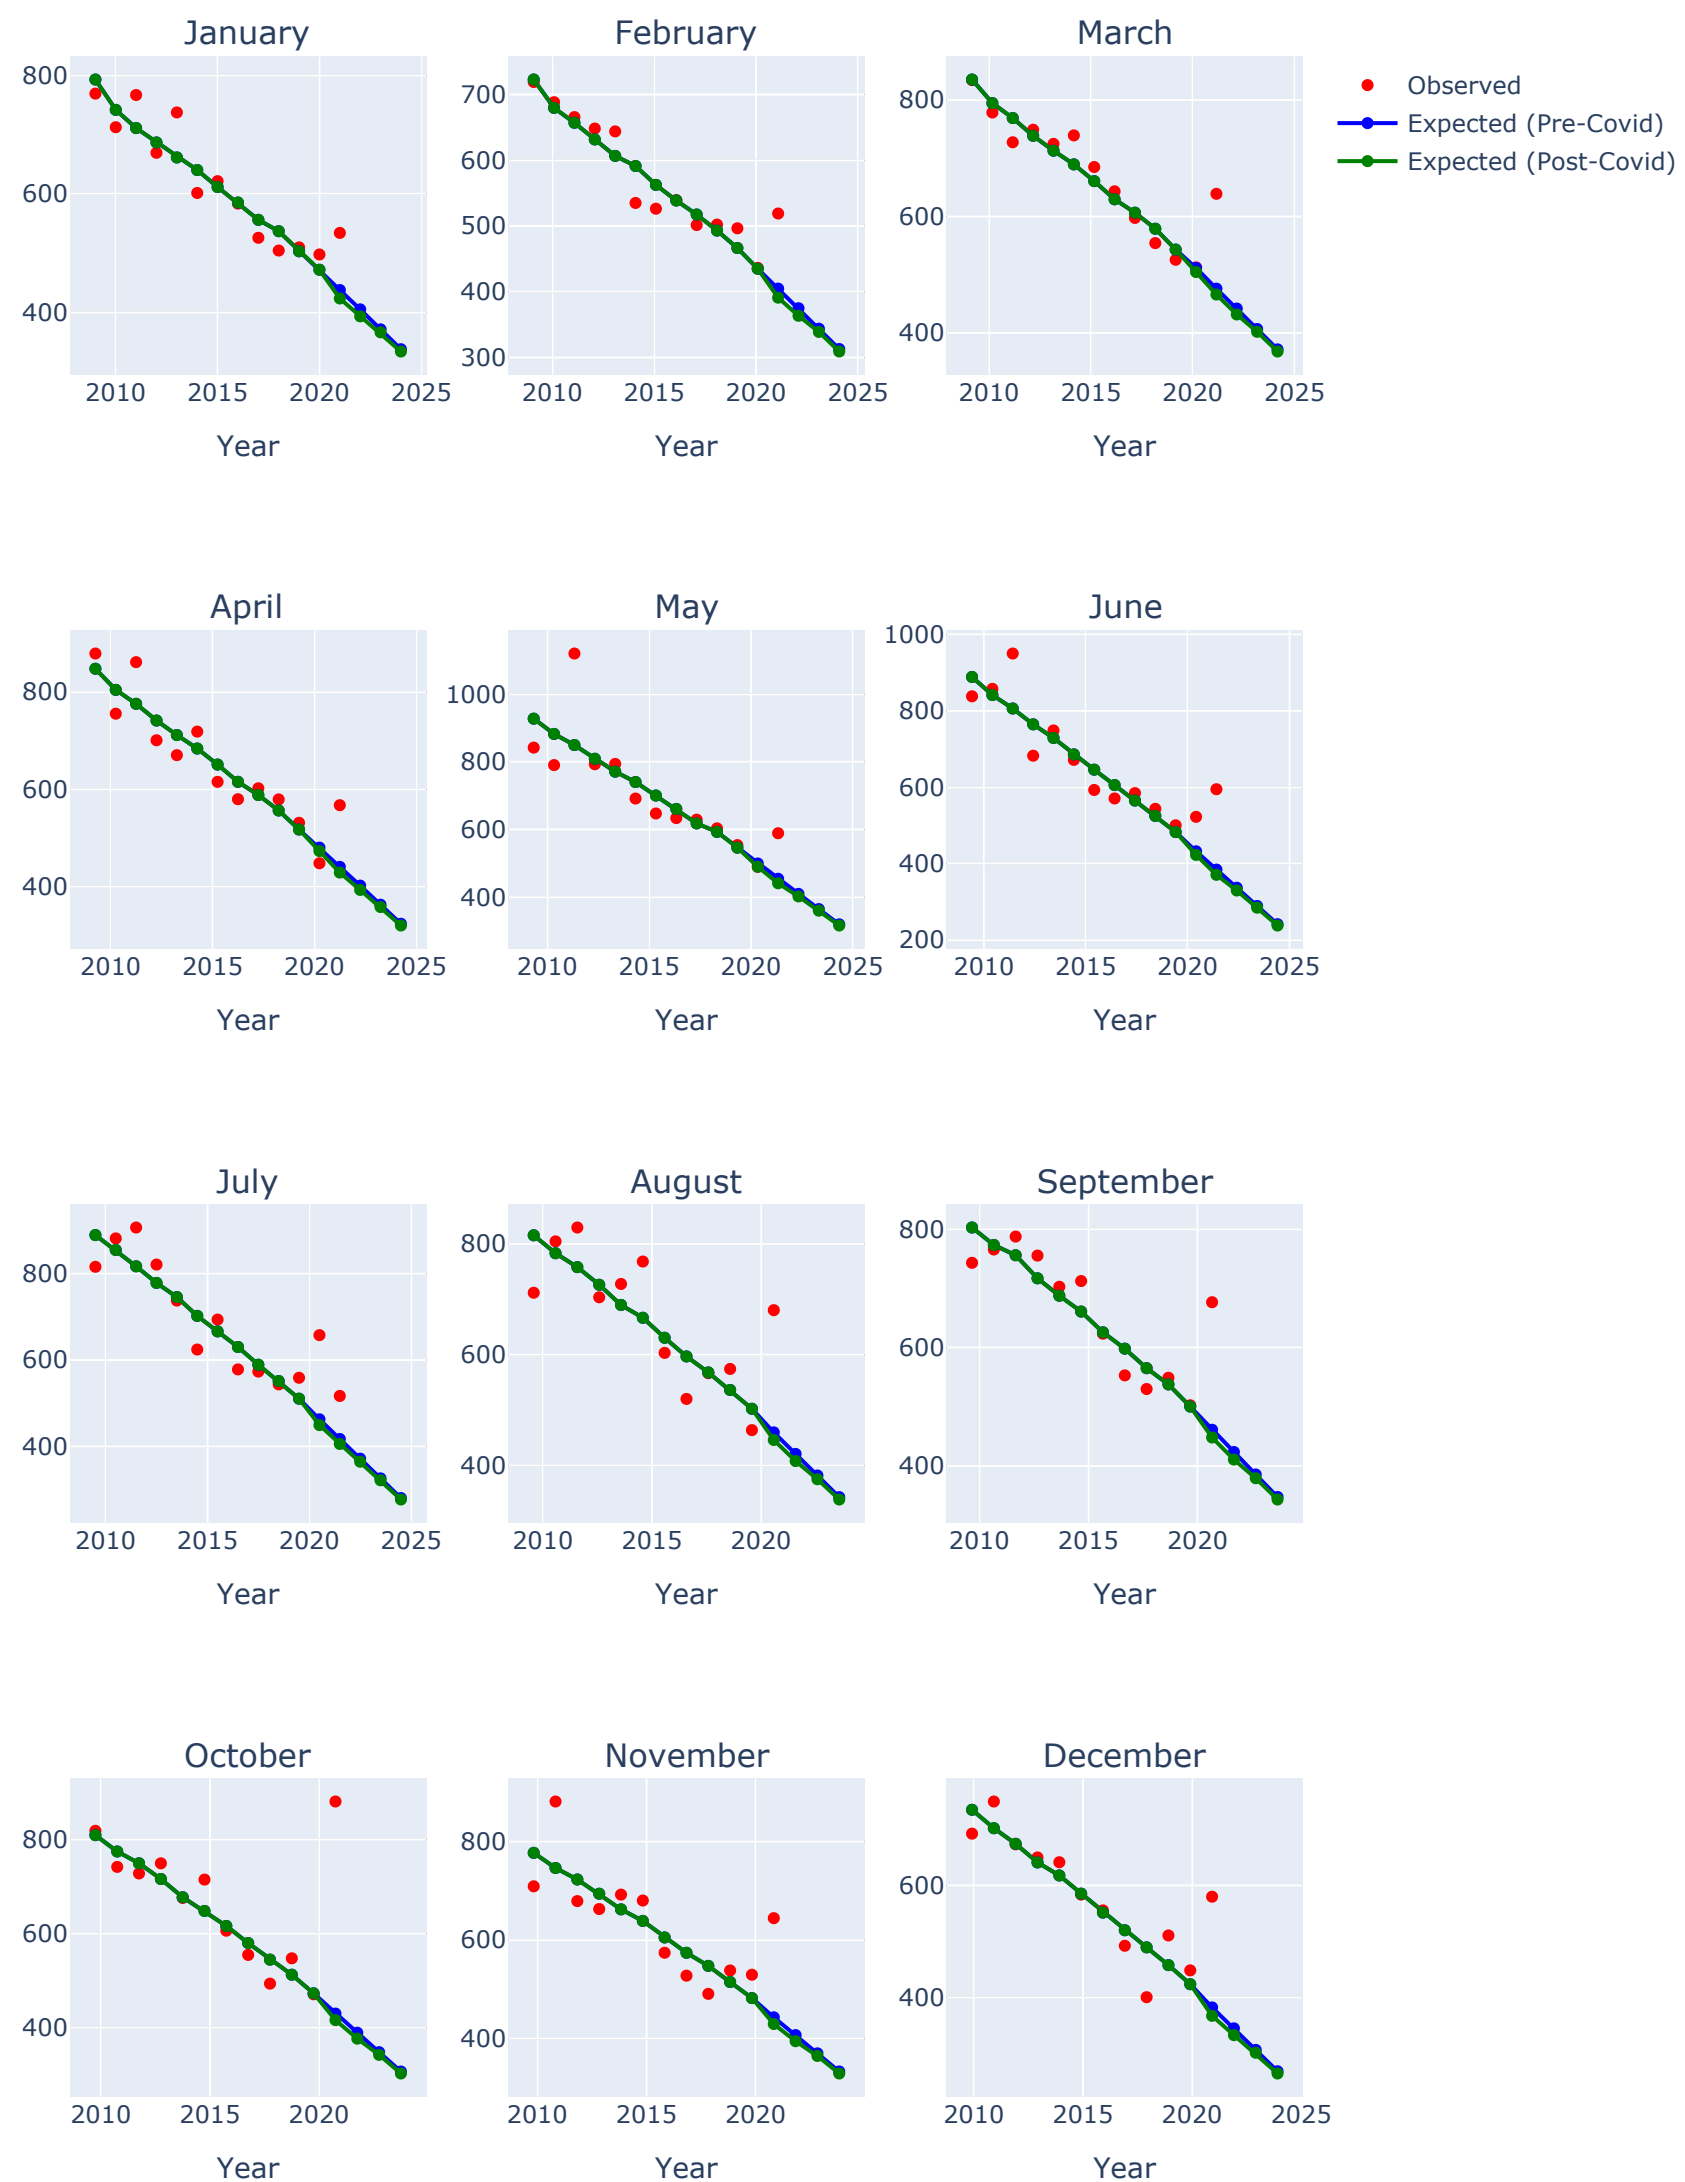 January
February
March
800
600
400
2010 2015 2020 2025
Year
700
600
500
400
300
2010 2015 2020 2025
Year
800
600
400
2010 2015 2020 2025
Year
Observed
Expected (Pre-Covid)
Expected (Post-Covid)
April
May
June
800
600
400
2010 2015 2020 2025
Year
1000
800
600
400
2010 2015 2020 2025
Year
1000
800
600
400
200
2010 2015 2020 2025
Year
July
August
September
800
600
400
2010 2015 2020 2025
Year
800
600
400
2010 2015 2020
Year
800
600
400
2010 2015 2020
Year
October
November
December
800
600
400
2010 2015 2020
Year
800
600
400
2010 2015 2020
Year
600
400
2010 2015 2020 2025
Year